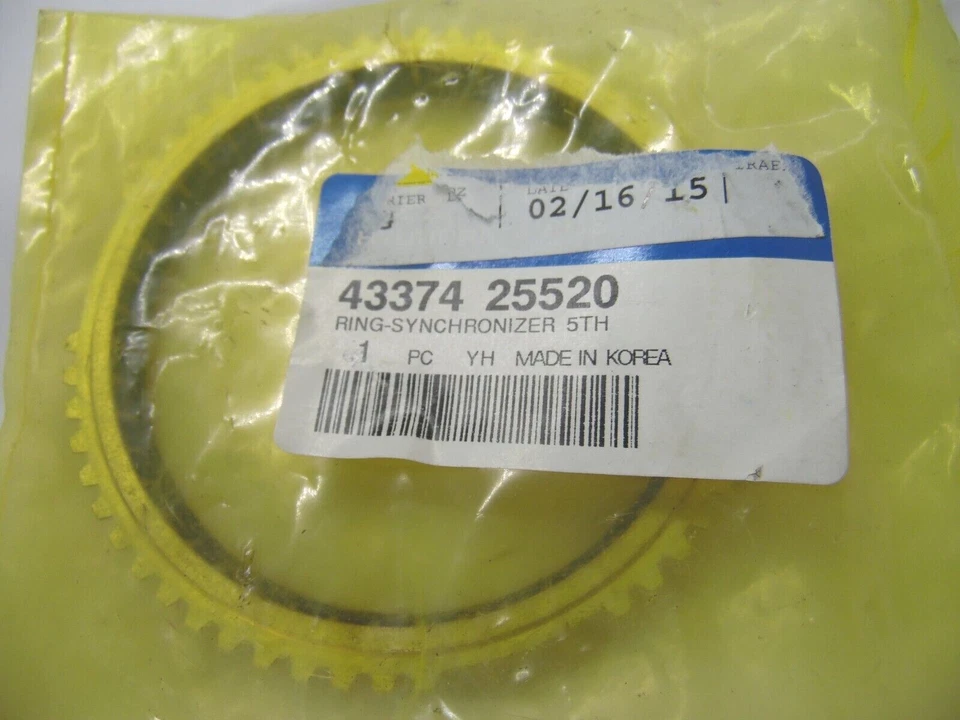 02/16/15
43374 25520
RING-SYNCHRONIZER 5TH
1 PC YH MADE IN KOREA